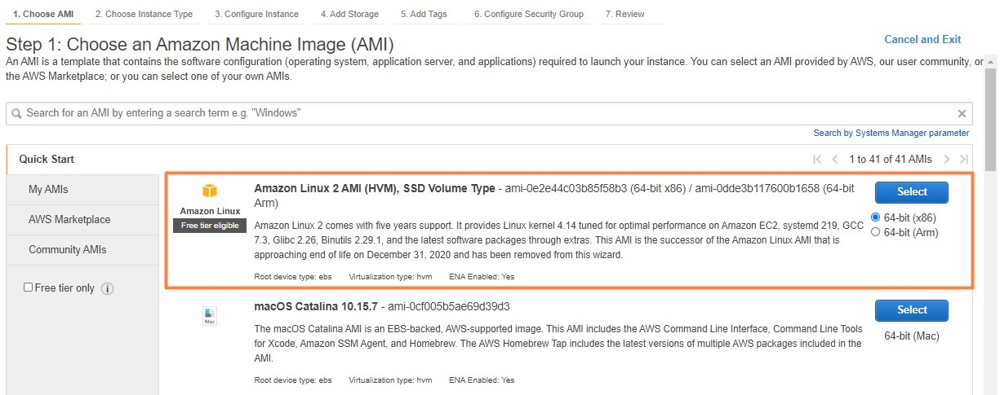 1. Choose AMI 2. Choose Instance Type 3. Configure Instance 4. Add Storage 5. Add Tags 6. Configure Security Group 7. Review
Step 1: Choose an Amazon Machine Image (AMI)
Cancel and Exit
An AMI is a template that contains the software configuration (operating system, application server, and applications) required to launch your instance. You can select an AMI provided by AWS, our user community, or
the AWS Marketplace; or you can select one of your own AMIs.
Search for an AMI by entering a search term e.g. "Windows"
Search by Systems Manager parameter
Quick Start
1 to 41 of 41 AMIs
My AMIs
AWS Marketplace
Community AMIs
Free tier only
Amazon Linux
Free tier eligible
Amazon Linux 2 AMI (HVM), SSD Volume Type - ami-0e2e44c03b85f58b3 (64-bit x86) / ami-0dde3b117600b1658 (64-bit
Arm)
Amazon Linux 2 comes with five years support. It provides Linux kernel 4.14 tuned for optimal performance on Amazon EC2, systemd 219, GCC
7.3, Glibc 2.26, Binutils 2.29.1, and the latest software packages through extras. This AMI is the successor of the Amazon Linux AMI that is
approaching end of life on December 31, 2020 and has been removed from this wizard.
Root device type: ebs Virtualization type: hvm ENA Enabled: Yes
Select
64-bit (x86)
64-bit (Arm)
Mac
macOS Catalina 10.15.7 - ami-0cf005b5ae69d39d3
The macOS Catalina AMI is an EBS-backed, AWS-supported image. This AMI includes the AWS Command Line Interface, Command Line Tools
for Xcode, Amazon SSM Agent, and Homebrew. The AWS Homebrew Tap includes the latest versions of multiple AWS packages included in the
AMI.
Root device type: ebs Virtualization type: hvm ENA Enabled: Yes
Select
64-bit (Mac)